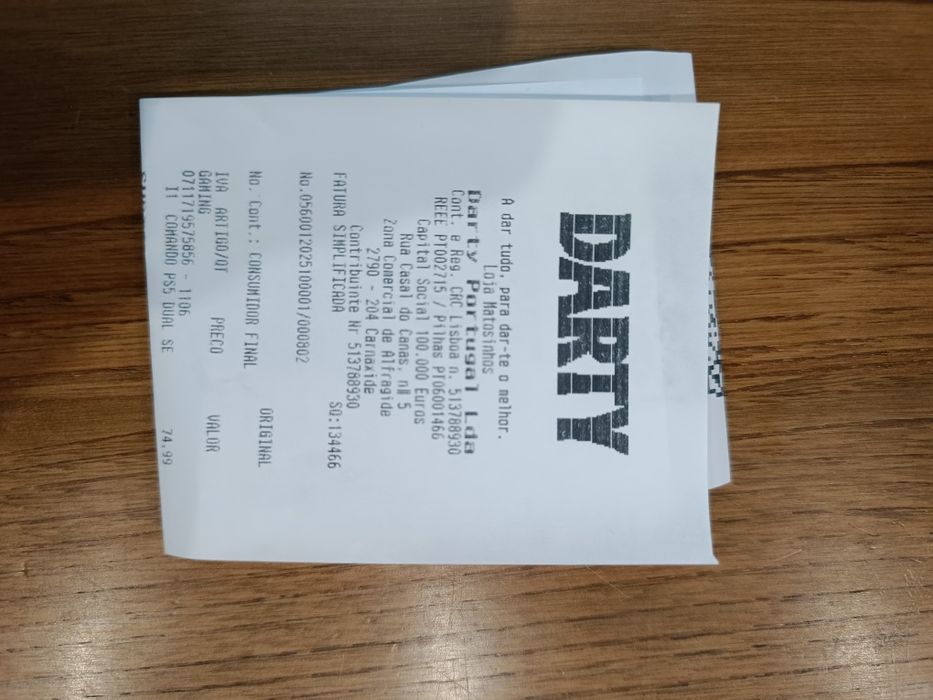 DARTY
A dar tudo, para dar-te o melhor.
Loja Matosinhos
Darty Portugal Lda
Cont. e Reg. CRC Lisboa n. 513788930
REEE PT002715 / Pilhas PT06001466
Capital Social 100.000 Euros
Rua Casal do Canas, nº 5
Zona Comercial de Alfragide
2790 - 204 Carnaxide
Contribuinte Nr 513788930
FATURA SIMPLIFICADA SQ:134466
No.0560012025100001/000802
ORIGINAL
No. Cont.: CONSUMIDOR FINAL
IVA ARTIGO/QT PRECO VALOR
GAMING
0711719575856 - 1106
I1 COMANDO PS5 DUAL SE 74,99